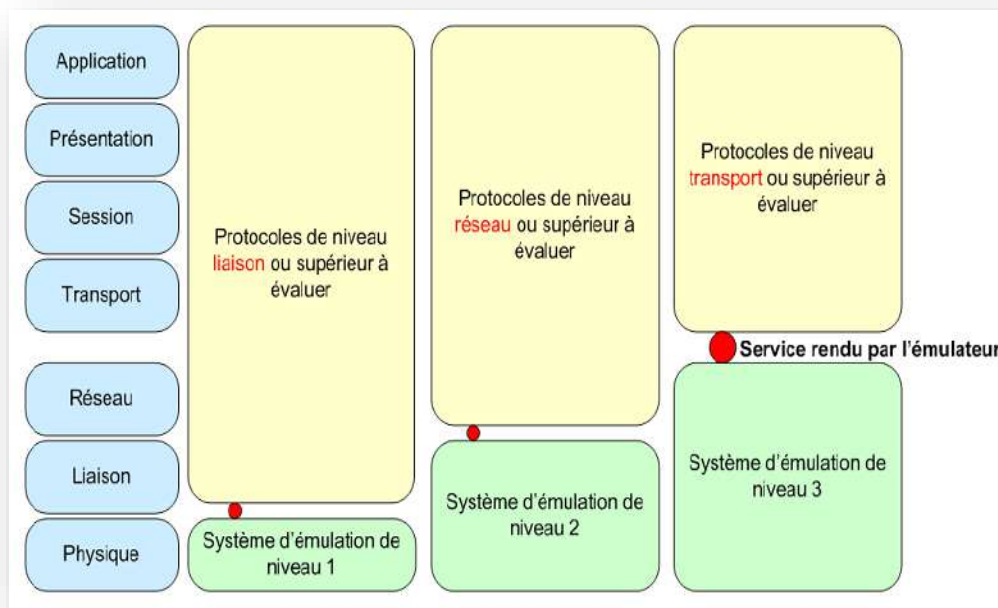 Application
Présentation
Session
Transport
Réseau
Liaison
Physique
Protocoles de niveau
liaison ou supérieur à
évaluer
Système d'émulation de
niveau 1
Protocoles de niveau
réseau ou supérieur à
évaluer
Système d'émulation de
niveau 2
Protocoles de niveau
transport ou supérieur à
évaluer
Service rendu par l'émulateur
Système d'émulation de
niveau 3